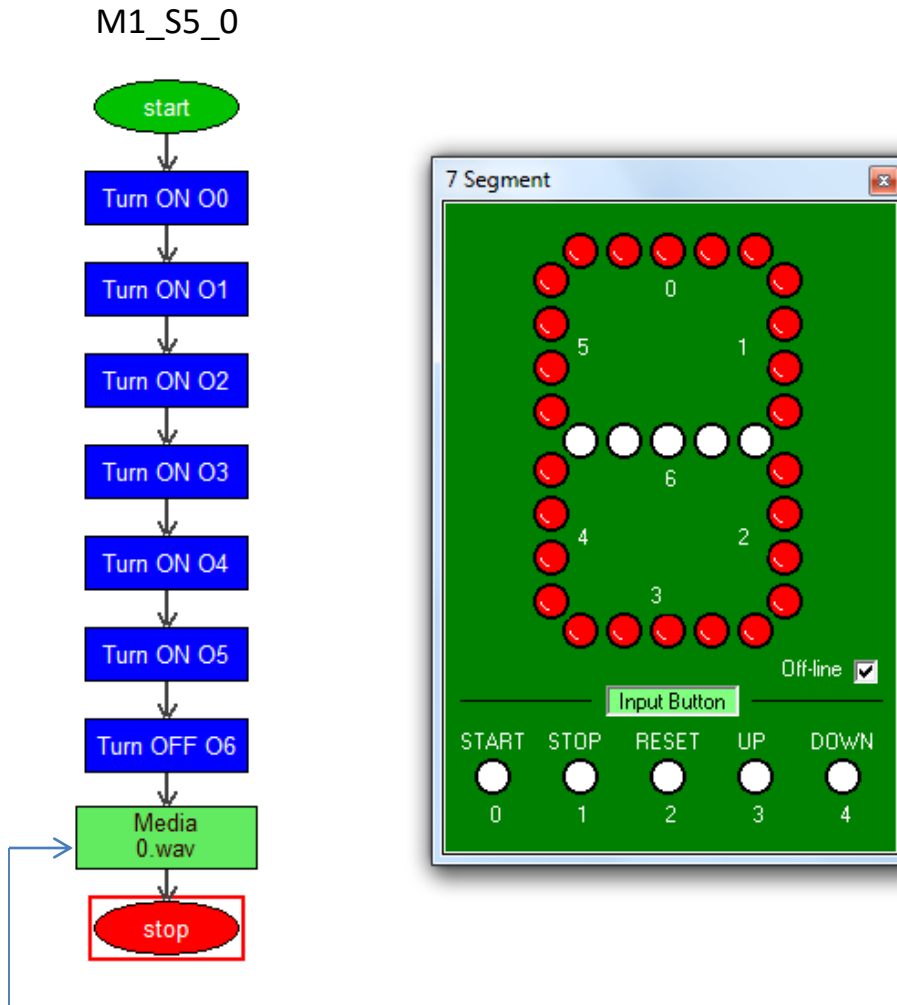 M1_S5_0
start
Turn ON O0
Turn ON O1
Turn ON O2
Turn ON O3
Turn ON O4
Turn ON O5
Turn OFF O6
Media
0.wav
stop
7 Segment
0
5 1
6
4 2
3
Off-line
Input Button
START STOP RESET UP DOWN
0 1 2 3 4